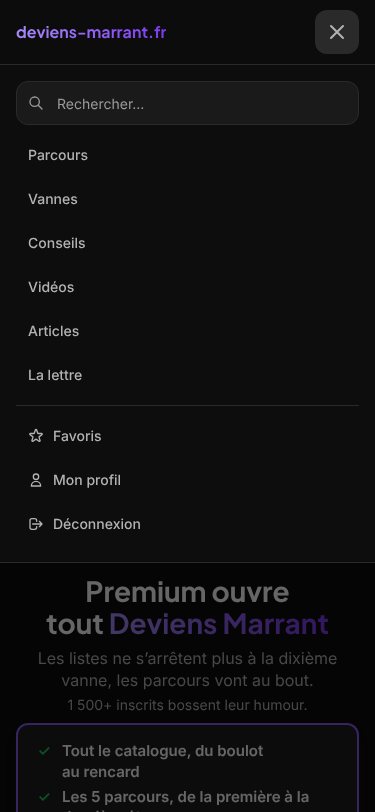 deviens-marrant.fr
Rechercher...
Parcours
Vannes
Conseils
Vidéos
Articles
La lettre
Favoris
Mon profil
Déconnexion
Premium ouvre
tout Deviens Marrant
Les listes ne s'arrêtent plus à la dixième
vanne, les parcours vont au bout.
1 500+ inscrits bossent leur humour.
Tout le catalogue, du boulot
au rencard
Les 5 parcours, de la première à la